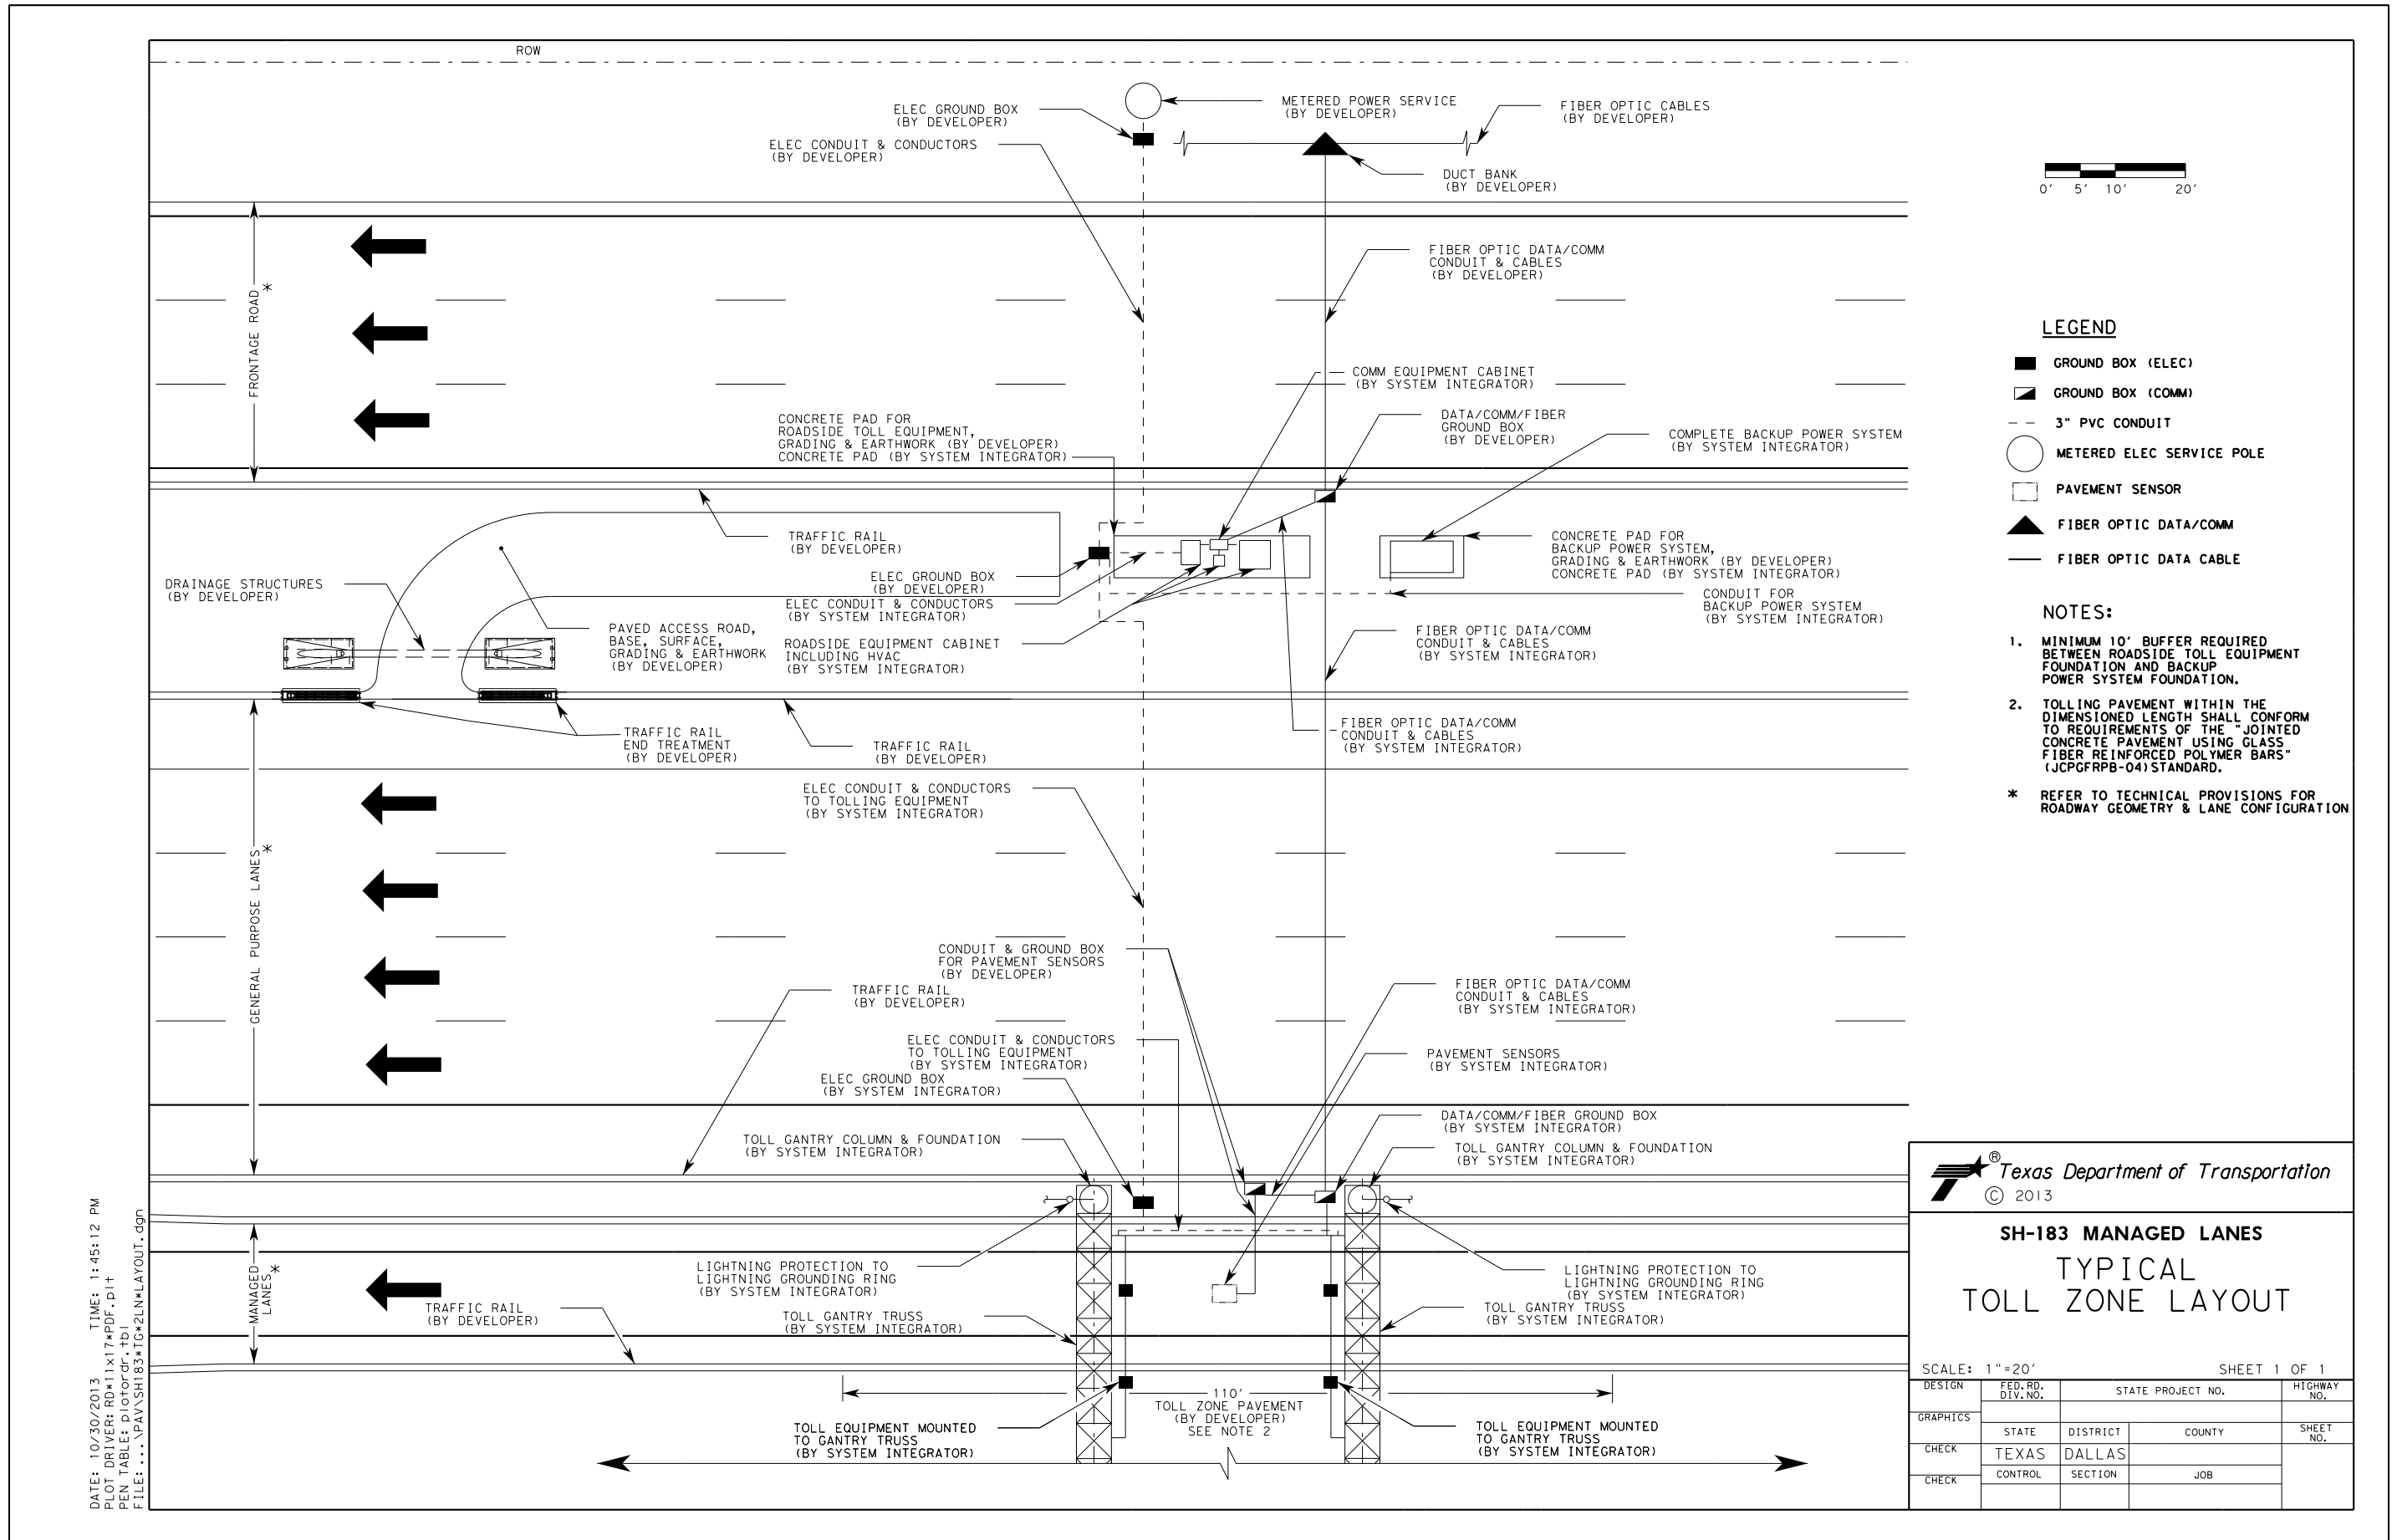 ROW
ELEC GROUND BOX
(BY DEVELOPER)
METERED POWER SERVICE
(BY DEVELOPER)
FIBER OPTIC CABLES
(BY DEVELOPER)
ELEC CONDUIT & CONDUCTORS
(BY DEVELOPER)
DUCT BANK
(BY DEVELOPER)
0' 5' 10' 20'
FRONTAGE ROAD *
FIBER OPTIC DATA/COMM
CONDUIT & CABLES
(BY DEVELOPER)
COMM EQUIPMENT CABINET
(BY SYSTEM INTEGRATOR)
CONCRETE PAD FOR
ROADSIDE TOLL EQUIPMENT,
GRADING & EARTHWORK (BY DEVELOPER)
CONCRETE PAD (BY SYSTEM INTEGRATOR)
DATA/COMM/FIBER
GROUND BOX
(BY DEVELOPER)
COMPLETE BACKUP POWER SYSTEM
(BY SYSTEM INTEGRATOR)
TRAFFIC RAIL
(BY DEVELOPER)
CONCRETE PAD FOR
BACKUP POWER SYSTEM,
GRADING & EARTHWORK (BY DEVELOPER)
CONCRETE PAD (BY SYSTEM INTEGRATOR)
DRAINAGE STRUCTURES
(BY DEVELOPER)
ELEC GROUND BOX
(BY DEVELOPER)
ELEC CONDUIT & CONDUCTORS
(BY SYSTEM INTEGRATOR)
CONDUIT FOR
BACKUP POWER SYSTEM
(BY SYSTEM INTEGRATOR)
PAVED ACCESS ROAD,
BASE, SURFACE,
GRADING & EARTHWORK
(BY DEVELOPER)
ROADSIDE EQUIPMENT CABINET
INCLUDING HVAC
(BY SYSTEM INTEGRATOR)
FIBER OPTIC DATA/COMM
CONDUIT & CABLES
(BY SYSTEM INTEGRATOR)
TRAFFIC RAIL
END TREATMENT
(BY DEVELOPER)
TRAFFIC RAIL
(BY DEVELOPER)
FIBER OPTIC DATA/COMM
CONDUIT & CABLES
(BY SYSTEM INTEGRATOR)
ELEC CONDUIT & CONDUCTORS
TO TOLLING EQUIPMENT
(BY SYSTEM INTEGRATOR)
GENERAL PURPOSE LANES *
CONDUIT & GROUND BOX
FOR PAVEMENT SENSORS
(BY DEVELOPER)
TRAFFIC RAIL
(BY DEVELOPER)
FIBER OPTIC DATA/COMM
CONDUIT & CABLES
(BY SYSTEM INTEGRATOR)
ELEC CONDUIT & CONDUCTORS
TO TOLLING EQUIPMENT
(BY SYSTEM INTEGRATOR)
PAVEMENT SENSORS
(BY SYSTEM INTEGRATOR)
ELEC GROUND BOX
(BY SYSTEM INTEGRATOR)
DATA/COMM/FIBER GROUND BOX
(BY SYSTEM INTEGRATOR)
TOLL GANTRY COLUMN & FOUNDATION
(BY SYSTEM INTEGRATOR)
TOLL GANTRY COLUMN & FOUNDATION
(BY SYSTEM INTEGRATOR)
MANAGED
LANES *
LIGHTNING PROTECTION TO
LIGHTNING GROUNDING RING
(BY SYSTEM INTEGRATOR)
LIGHTNING PROTECTION TO
LIGHTNING GROUNDING RING
(BY SYSTEM INTEGRATOR)
TRAFFIC RAIL
(BY DEVELOPER)
TOLL GANTRY TRUSS
(BY SYSTEM INTEGRATOR)
TOLL GANTRY TRUSS
(BY SYSTEM INTEGRATOR)
110'
TOLL ZONE PAVEMENT
(BY DEVELOPER)
SEE NOTE 2
TOLL EQUIPMENT MOUNTED
TO GANTRY TRUSS
(BY SYSTEM INTEGRATOR)
TOLL EQUIPMENT MOUNTED
TO GANTRY TRUSS
(BY SYSTEM INTEGRATOR)
LEGEND
GROUND BOX (ELEC)
GROUND BOX (COMM)
3" PVC CONDUIT
METERED ELEC SERVICE POLE
PAVEMENT SENSOR
FIBER OPTIC DATA/COMM
FIBER OPTIC DATA CABLE
NOTES:
1. MINIMUM 10' BUFFER REQUIRED
BETWEEN ROADSIDE TOLL EQUIPMENT
FOUNDATION AND BACKUP
POWER SYSTEM FOUNDATION.
2. TOLLING PAVEMENT WITHIN THE
DIMENSIONED LENGTH SHALL CONFORM
TO REQUIREMENTS OF THE "JOINTED
CONCRETE PAVEMENT USING GLASS
FIBER REINFORCED POLYMER BARS"
(JCPGFRPB-04)STANDARD.
* REFER TO TECHNICAL PROVISIONS FOR
ROADWAY GEOMETRY & LANE CONFIGURATION
® Texas Department of Transportation
© 2013
SH-183 MANAGED LANES
TYPICAL
TOLL ZONE LAYOUT
SCALE: 1"=20' SHEET 1 OF 1
DESIGN FED.RD. DIV.NO. STATE PROJECT NO. HIGHWAY NO.
GRAPHICS
STATE DISTRICT COUNTY SHEET NO.
CHECK TEXAS DALLAS
CHECK CONTROL SECTION JOB
DATE: 10/30/2013 TIME: 1:45:12 PM
PLOT DRIVER: RD*11x17*PDF.plt
PEN TABLE: plotordr.tbl
FILE: ...\PAV\SH183*TG*2LN*LAYOUT.dgn